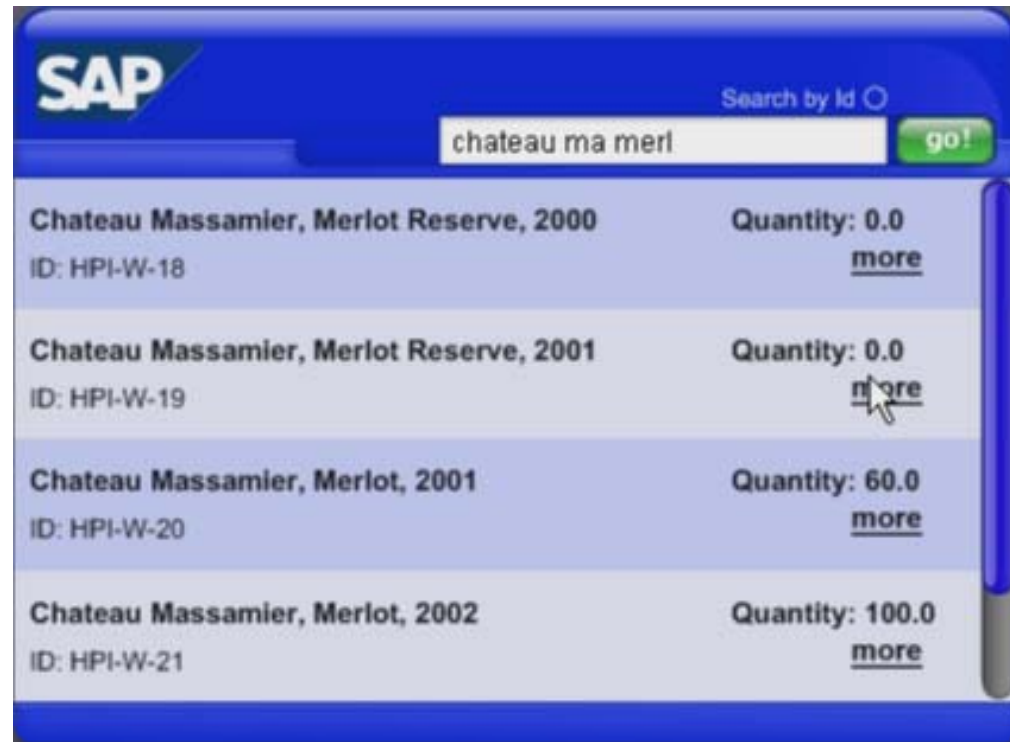 SAP
Search by Id
chateau ma merl
go!
Chateau Massamier, Merlot Reserve, 2000
Quantity: 0.0
ID: HPI-W-18
more
Chateau Massamier, Merlot Reserve, 2001
Quantity: 0.0
ID: HPI-W-19
more
Chateau Massamier, Merlot, 2001
Quantity: 60.0
ID: HPI-W-20
more
Chateau Massamier, Merlot, 2002
Quantity: 100.0
ID: HPI-W-21
more